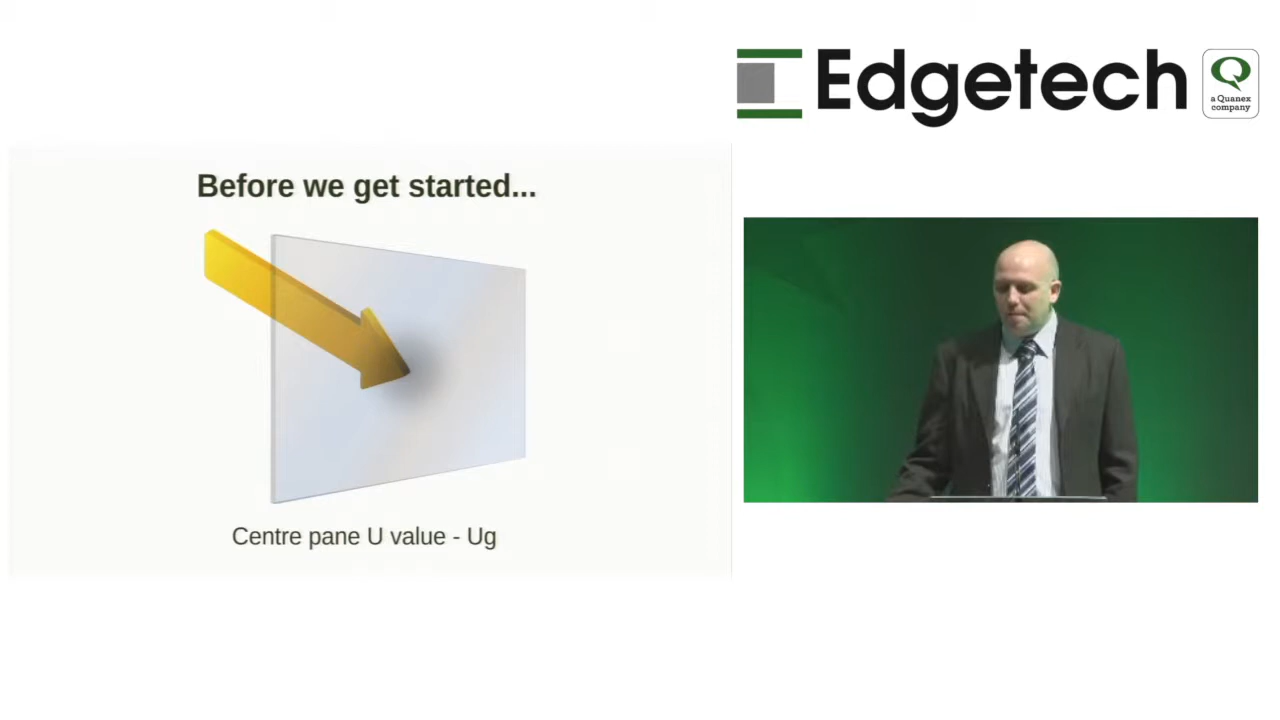 Edgetech
Q
a Quanex
company
Before we get started...
Centre pane U value - Ug